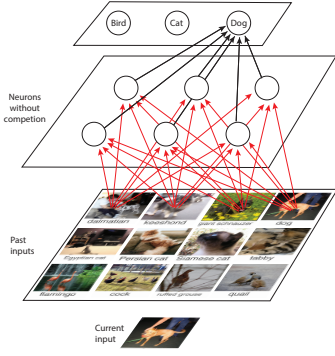 Bird Cat Dog
Neurons
without
competion
dalmatian keeshond giant schnauzer dog
Past
inputs
Egyptian cat Persian cat Siamese cat tabby
flamingo cock ruffed grouse quail
Current
input